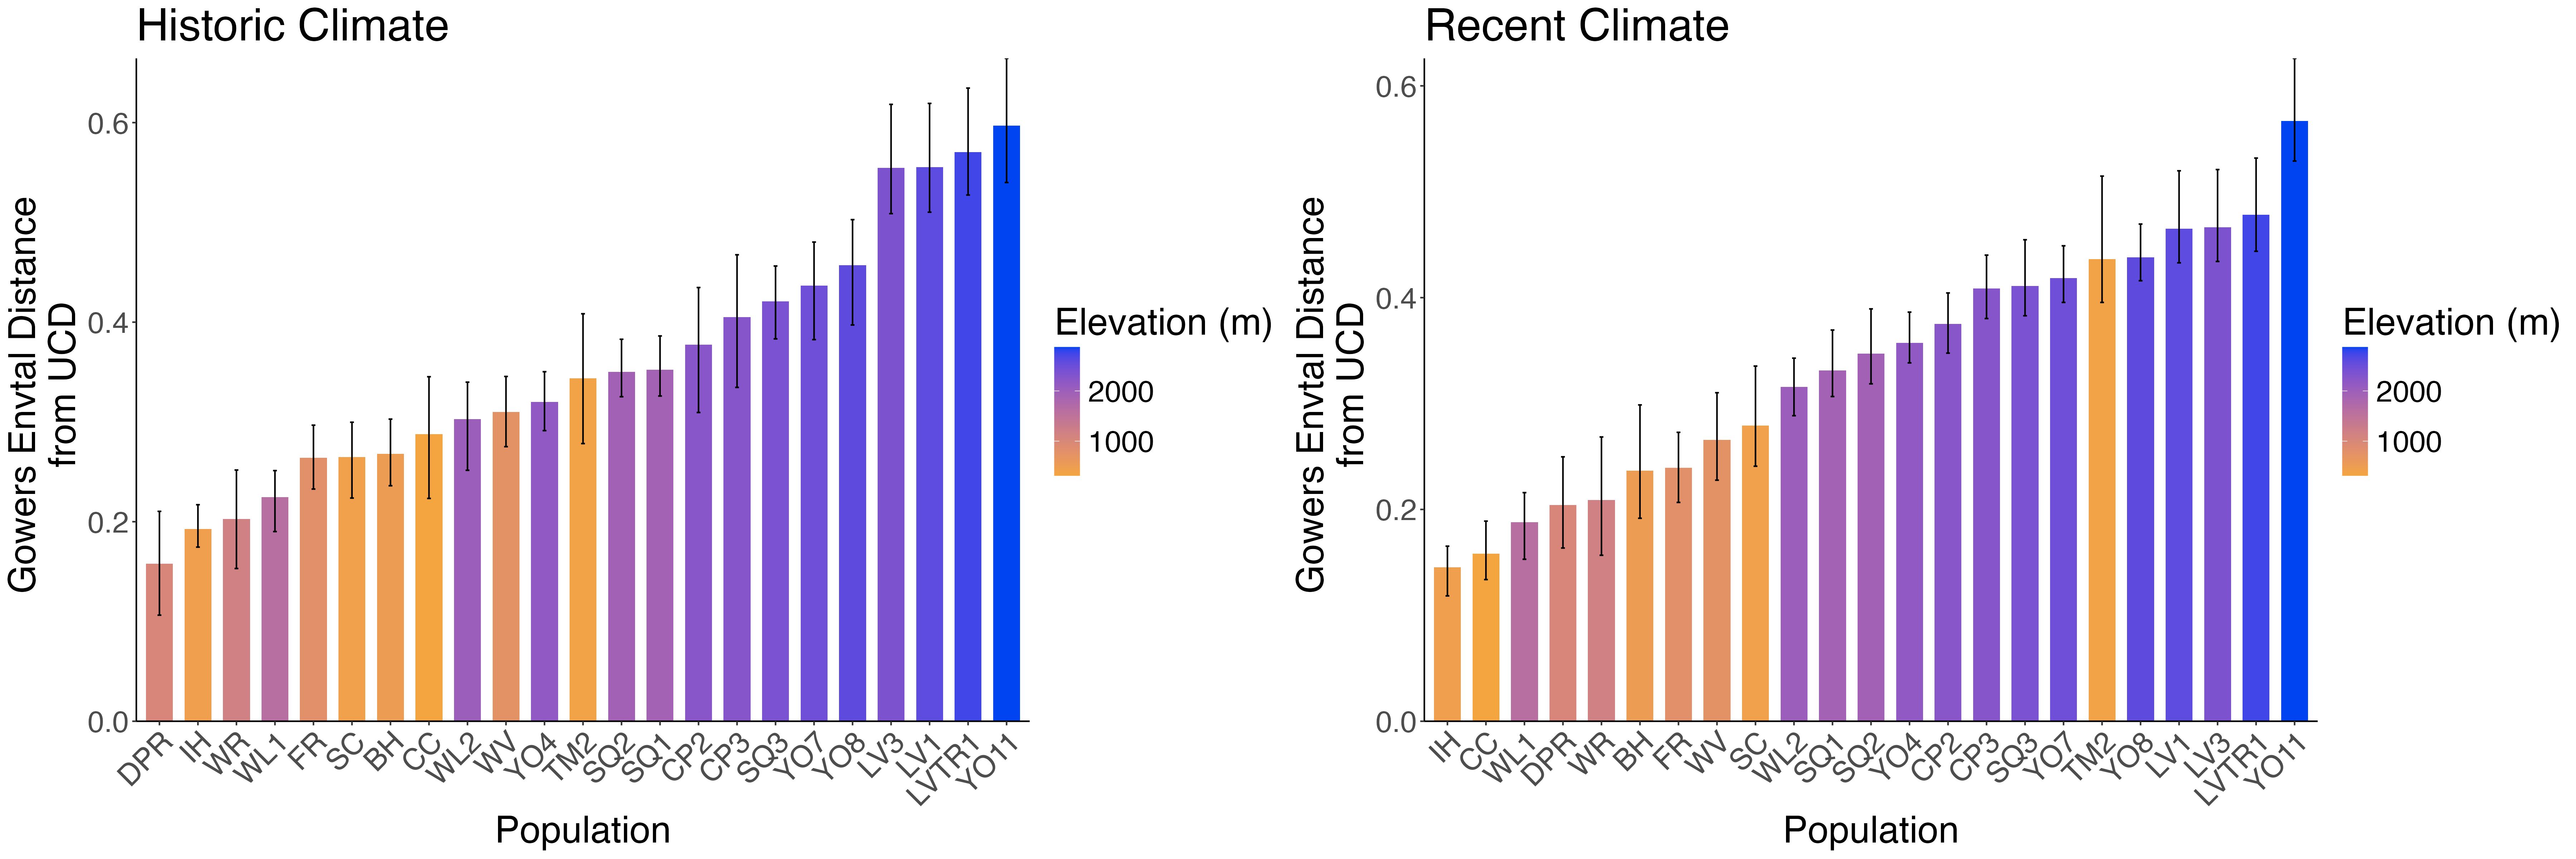 Historic Climate
Gowers Envtal Distance
from UCD
0.6
0.4
0.2
0.0
DPR IH WR WL1 FR SC BH CC WL2 WV YO4 TM2 SQ2 SQ1 CP2 CP3 SQ3 YO7 YO8 LV3 LV1 LVTR1 YO11
Population
Elevation (m)
2000
1000
Recent Climate
Gowers Envtal Distance
from UCD
0.6
0.4
0.2
0.0
IH CC WL1 DPR WR BH FR WV SC WL2 SQ1 SQ2 YO4 CP2 CP3 SQ3 YO7 TM2 YO8 LV1 LV3 LVTR1 YO11
Population
Elevation (m)
2000
1000